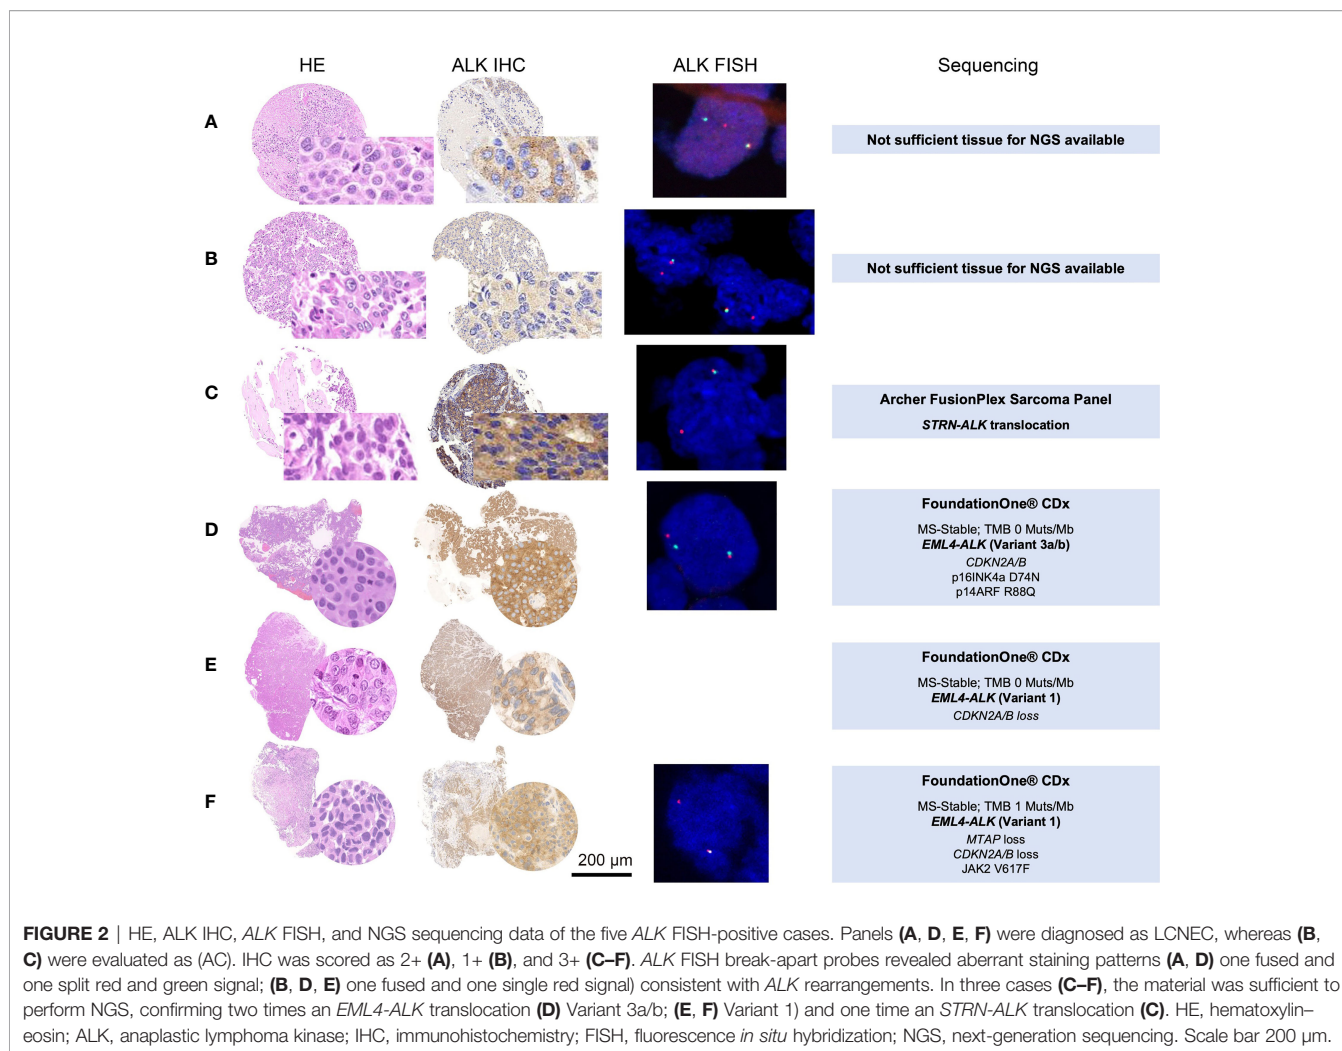 HE ALK IHC ALK FISH Sequencing
A
Not sufficient tissue for NGS available
B
Not sufficient tissue for NGS available
C
Archer FusionPlex Sarcoma Panel
STRN-ALK translocation
D
FoundationOne® CDx
MS-Stable; TMB 0 Muts/Mb
EML4-ALK (Variant 3a/b)
CDKN2A/B
p16INK4a D74N
p14ARF R88Q
E
FoundationOne® CDx
MS-Stable; TMB 0 Muts/Mb
EML4-ALK (Variant 1)
CDKN2A/B loss
F
FoundationOne® CDx
MS-Stable; TMB 1 Muts/Mb
EML4-ALK (Variant 1)
MTAP loss
CDKN2A/B loss
JAK2 V617F
200 µm
FIGURE 2 | HE, ALK IHC, ALK FISH, and NGS sequencing data of the five ALK FISH-positive cases. Panels (A, D, E, F) were diagnosed as LCNEC, whereas (B,
C) were evaluated as (AC). IHC was scored as 2+ (A), 1+ (B), and 3+ (C–F). ALK FISH break-apart probes revealed aberrant staining patterns (A, D) one fused and
one split red and green signal; (B, D, E) one fused and one single red signal) consistent with ALK rearrangements. In three cases (C–F), the material was sufficient to
perform NGS, confirming two times an EML4-ALK translocation (D) Variant 3a/b; (E, F) Variant 1) and one time an STRN-ALK translocation (C). HE, hematoxylin–
eosin; ALK, anaplastic lymphoma kinase; IHC, immunohistochemistry; FISH, fluorescence in situ hybridization; NGS, next-generation sequencing. Scale bar 200 µm.